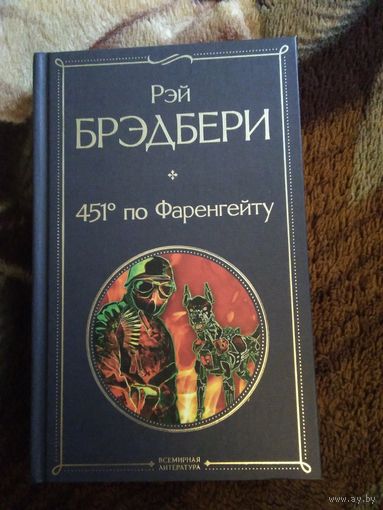 Рэй
БРЭДБЕРИ
451° по Фаренгейту
ВСЕМИРНАЯ
ЛИТЕРАТУРА
www.ay.by